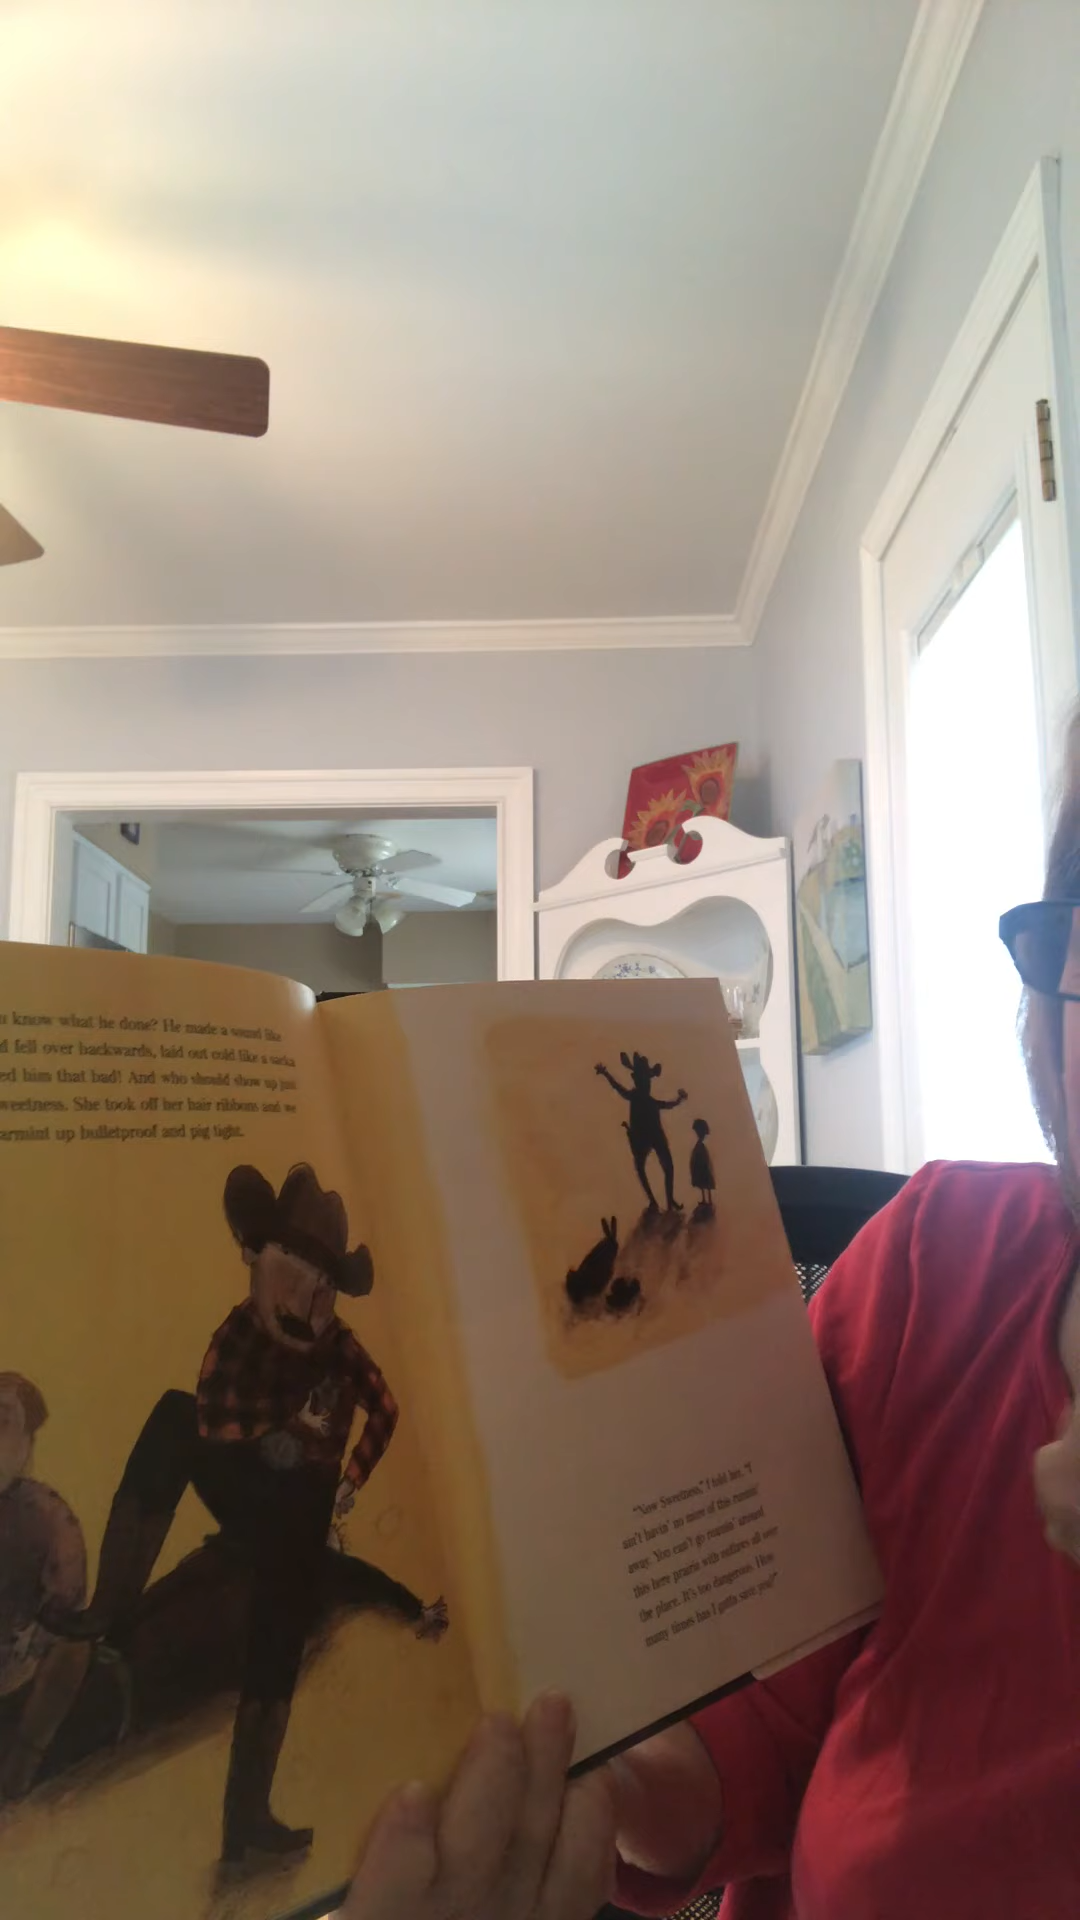 u know what he done? He made a sound like
d fell over backwards, laid out cold like a sacka
ed him that bad! And who should show up just
weetness. She took off her hair ribbons and we
armint up bulletproof and pig tight.
"Now Sweetness," I told her. "I
ain't havin' no more of this runnin'
away. You can't go runnin' around
this here prairie with outlaws all over
the place. It's too dangerous. How
many times has I gotta save you?"